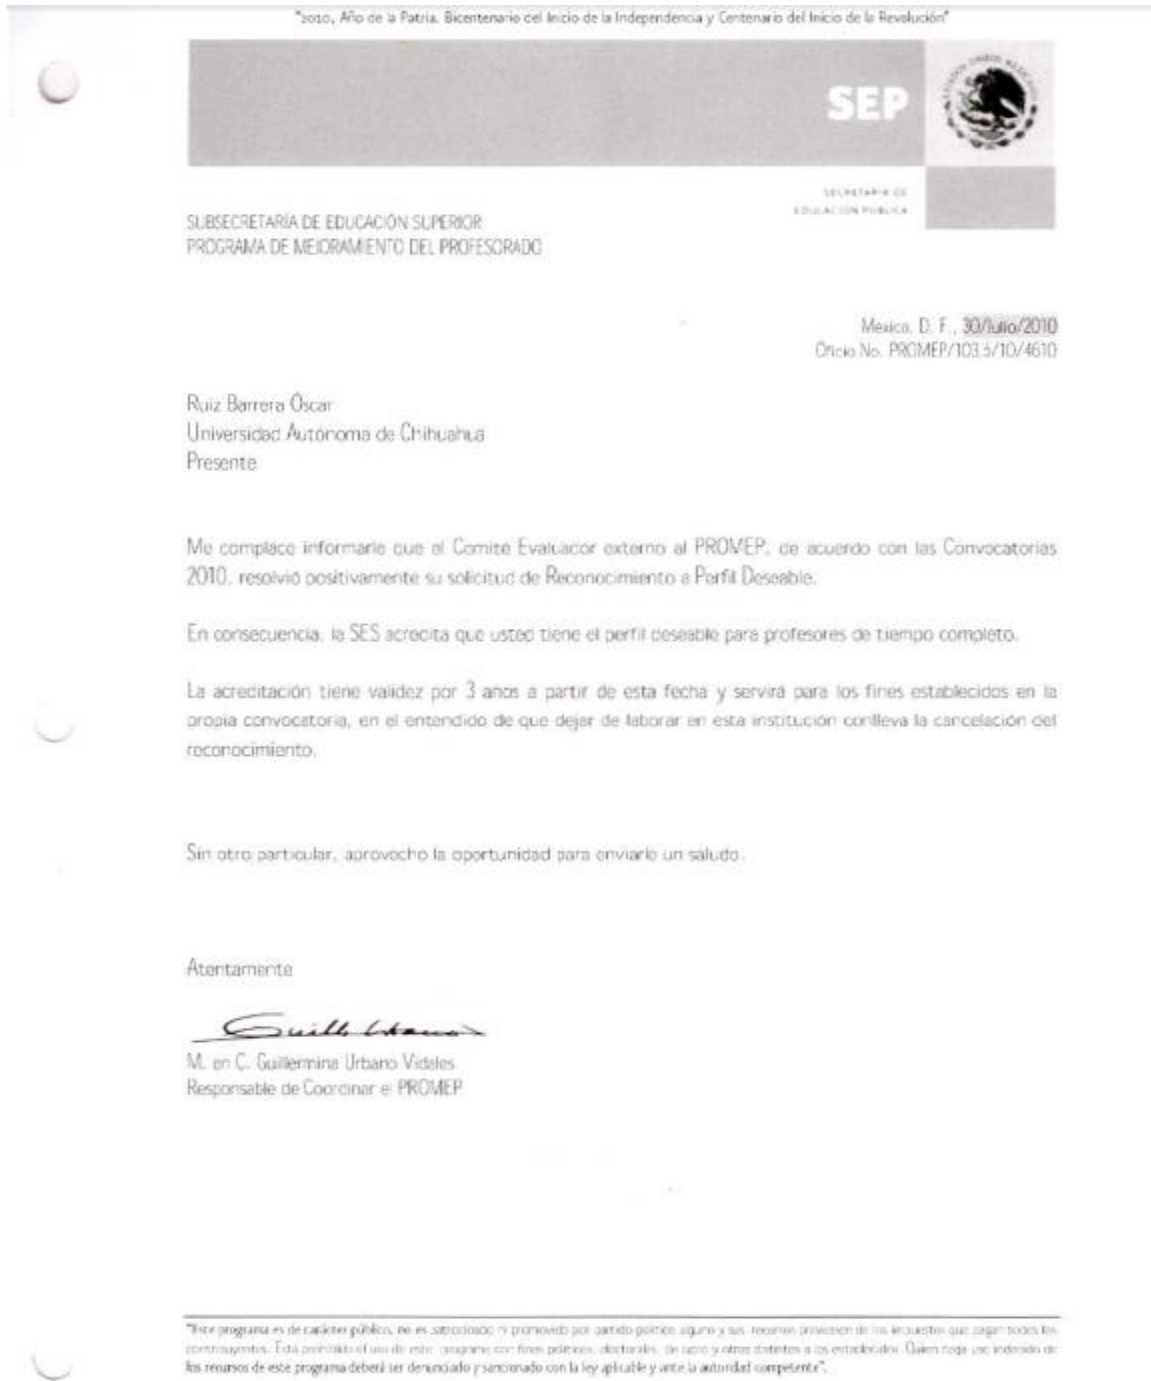 "2010, Año de la Patria. Bicentenario del Inicio de la Independencia y Centenario del Inicio de la Revolución"
SEP
ESTADOS UNIDOS MEXICANOS
SECRETARÍA DE
EDUCACIÓN PÚBLICA
SUBSECRETARÍA DE EDUCACIÓN SUPERIOR
PROGRAMA DE MEJORAMIENTO DEL PROFESORADO
México, D. F., 30/Julio/2010
Oficio No. PROMEP/103.5/10/4610
Ruiz Barrera Oscar
Universidad Autónoma de Chihuahua
Presente
Me complace informarle que el Comité Evaluador externo al PROMEP, de acuerdo con las Convocatorias
2010, resolvió positivamente su solicitud de Reconocimiento a Perfil Deseable.
En consecuencia, la SES acredita que usted tiene el perfil deseable para profesores de tiempo completo.
La acreditación tiene validez por 3 años a partir de esta fecha y servirá para los fines establecidos en la
propia convocatoria, en el entendido de que dejar de laborar en esta institución conlleva la cancelación del
reconocimiento.
Sin otro particular, aprovecho la oportunidad para enviarle un saludo.
Atentamente
M. en C. Guillermina Urbano Vidales
Responsable de Coordinar el PROMEP
"Este programa es de carácter público, no es patrocinado ni promovido por partido político alguno y sus recursos provienen de los impuestos que pagan todos los
contribuyentes. Está prohibido el uso de este programa con fines políticos, electorales, de lucro y otros distintos a los establecidos. Quien haga uso indebido de
los recursos de este programa deberá ser denunciado y sancionado con la ley aplicable y ante la autoridad competente".